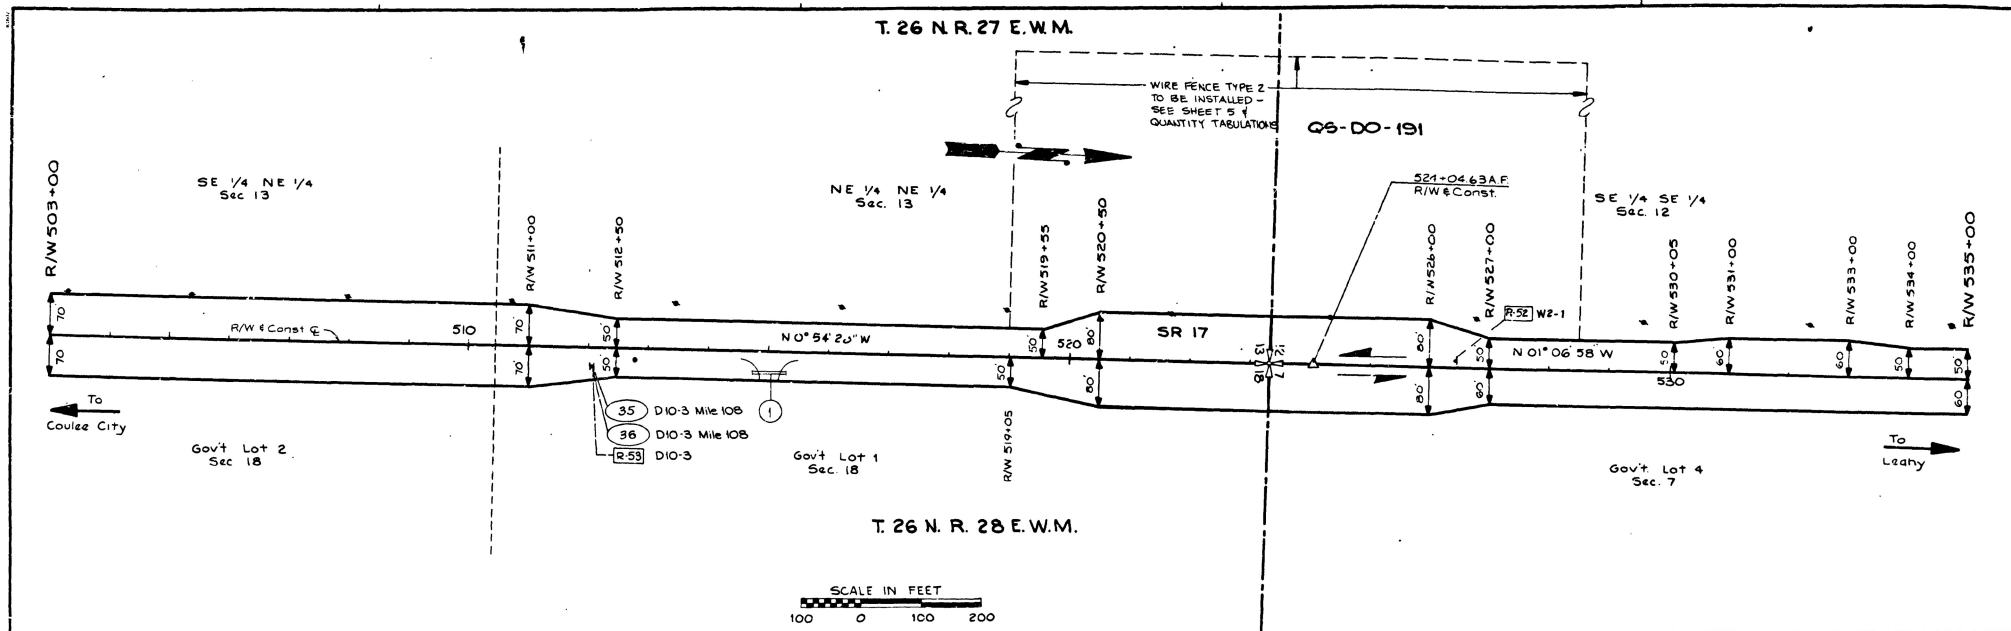 T. 26 N. R. 27 E.W.M.
WIRE FENCE TYPE 2
TO BE INSTALLED -
SEE SHEET 5 &
QUANTITY TABULATIONS
QS-DO-191
SE 1/4 NE 1/4
Sec 13
NE 1/4 NE 1/4
Sec. 13
524+04.63 A.P.
R/W & Const.
SE 1/4 SE 1/4
Sec. 12
R/W 503+00
R/W 511+00
R/W 512+50
R/W 519+55
R/W 520+50
R/W 526+00
R/W 527+00
R/W 530+05
R/W 531+00
R/W 533+00
R/W 534+00
R/W 535+00
R-52 W2-1
70'
R/W & Const ℄
510
70'
50'
N 0° 54' 20" W
50'
520
80'
SR 17
12
13
80'
50'
N 01° 06' 58 W
50'
60'
60'
50'
50'
70
70'
50'
50'
80'
7
18
80'
60'
530
60
To
Coulee City
35 D10-3 Mile 108
36 D10-3 Mile 108
R-53 D10-3
1
R/W 519+05
To
Leahy
Gov't Lot 2
Sec 18
Gov't Lot 1
Sec. 18
Gov't. Lot 4
Sec. 7
T. 26 N. R. 28 E.W.M.
SCALE IN FEET
100 0 100 200